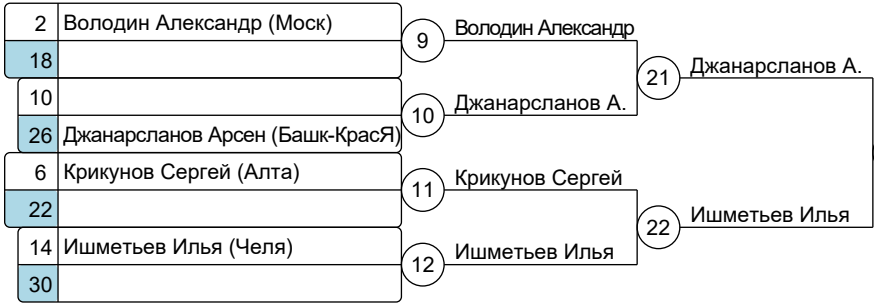 2 Володин Александр (Моск)
18
9 Володин Александр
10
26 Джанарсланов Арсен (Башк-КрасЯ)
10 Джанарсланов А.
21 Джанарсланов А.
6 Крикунов Сергей (Алта)
22
11 Крикунов Сергей
14 Ишметьев Илья (Челя)
30
12 Ишметьев Илья
22 Ишметьев Илья